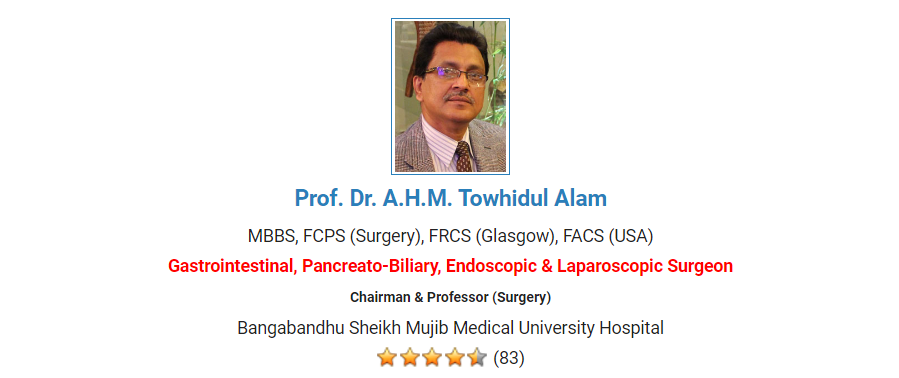 Prof. Dr. A.H.M. Towhidul Alam
MBBS, FCPS (Surgery), FRCS (Glasgow), FACS (USA)
Gastrointestinal, Pancreato-Biliary, Endoscopic & Laparoscopic Surgeon
Chairman & Professor (Surgery)
Bangabandhu Sheikh Mujib Medical University Hospital
(83)